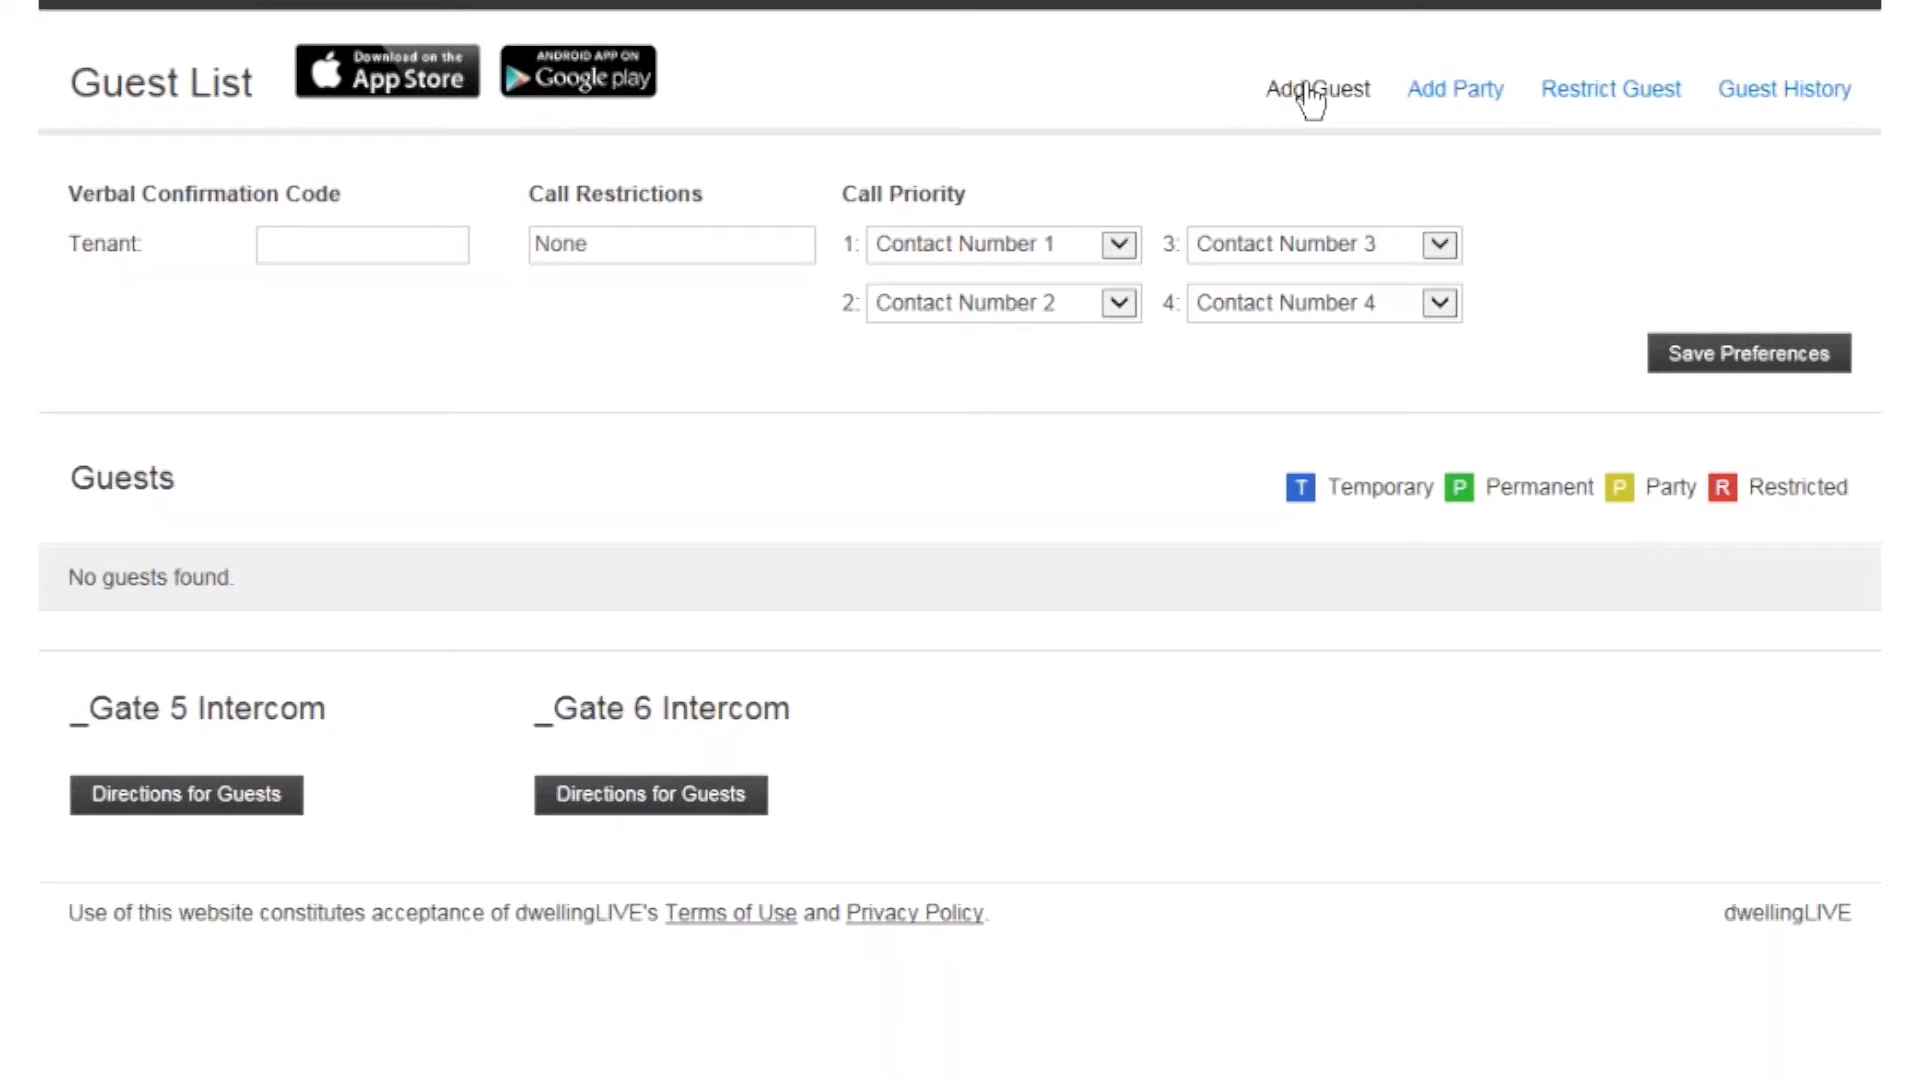 Guest List
Download on the
App Store
ANDROID APP ON
Google play
Add Guest Add Party Restrict Guest Guest History
Verbal Confirmation Code Call Restrictions Call Priority
Tenant: None 1: Contact Number 1 3: Contact Number 3
2: Contact Number 2 4: Contact Number 4
Save Preferences
Guests
T Temporary P Permanent P Party R Restricted
No guests found.
_Gate 5 Intercom _Gate 6 Intercom
Directions for Guests Directions for Guests
Use of this website constitutes acceptance of dwellingLIVE's Terms of Use and Privacy Policy. dwellingLIVE